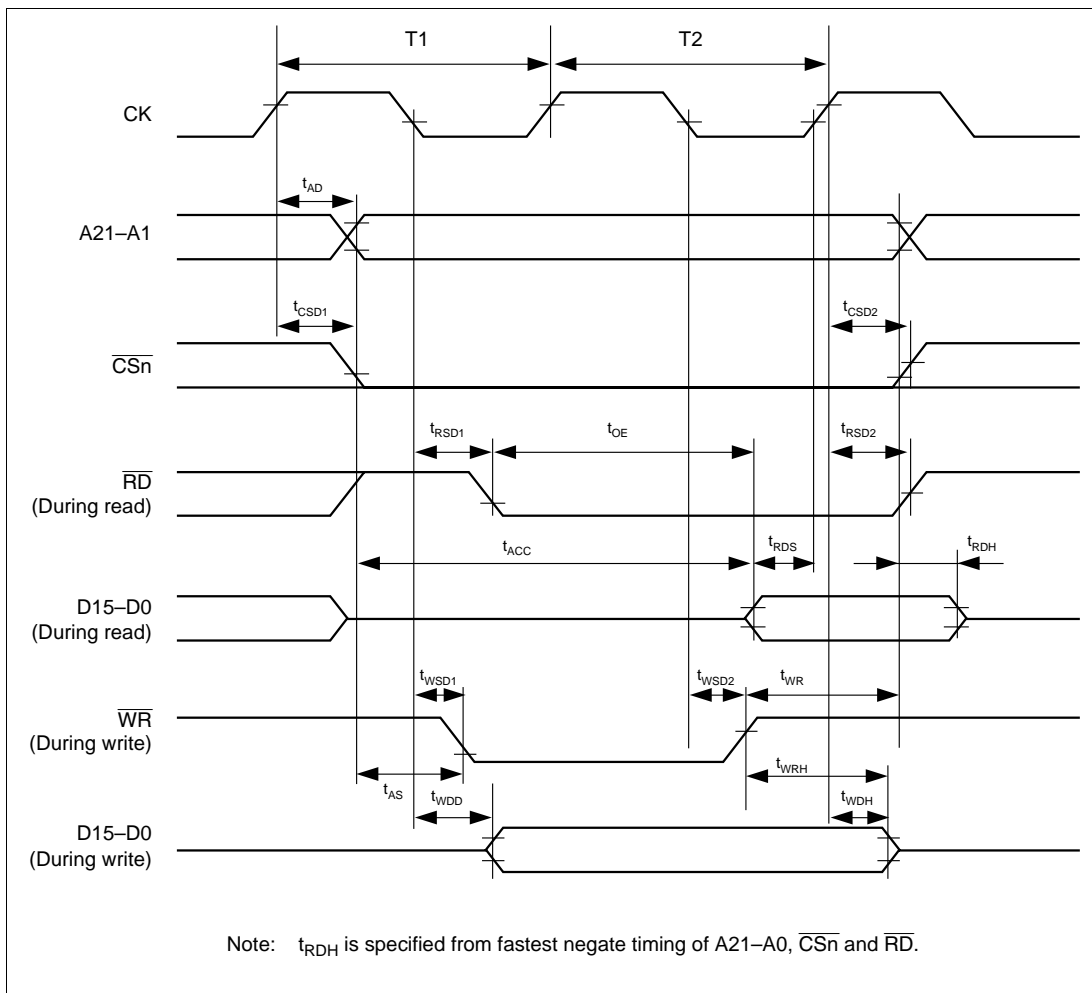 T1 T2
CK
tAD
A21–A1
tCSD1 tCSD2
CSn
tRSD1 tOE tRSD2
RD
(During read)
tACC tRDS tRDH
D15–D0
(During read)
tWSD1 tWSD2 tWR
WR
(During write)
tWRH
tAS tWDD tWDH
D15–D0
(During write)
Note: tRDH is specified from fastest negate timing of A21–A0, CSn and RD.